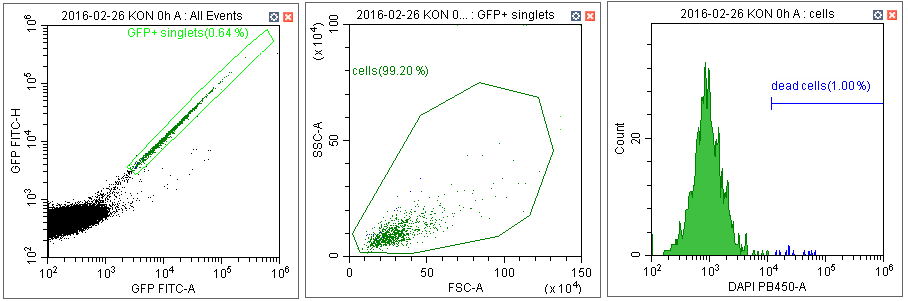 2016-02-26 KON 0h A : All Events
GFP+ singlets(0.64 %)
GFP FITC-H
10^6
10^5
10^4
10^3
10^2
10^2 10^3 10^4 10^5 10^6
GFP FITC-A
2016-02-26 KON 0... : GFP+ singlets
cells(99.20 %)
SSC-A
(x 10^4)
100
50
0
0 50 100 150
FSC-A
(x 10^4)
2016-02-26 KON 0h A : cells
dead cells(1.00 %)
Count
20
0
10^2 10^3 10^4 10^5 10^6
DAPI PB450-A